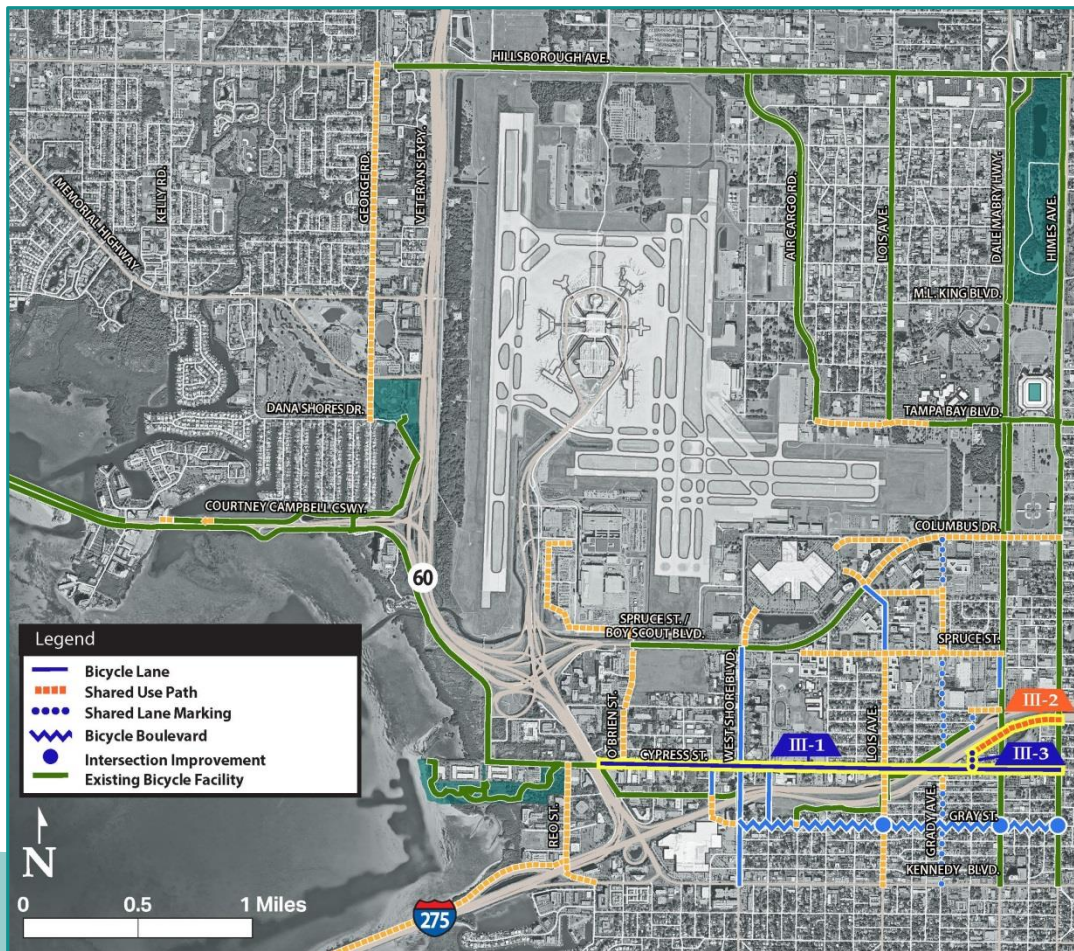 HILLSBOROUGH AVE.
MEMORIAL HIGHWAY
KELLY RD.
GEORGE RD.
VETERANS EXPY.
AIR CARGO RD.
LOIS AVE.
DALE MABRY HWY.
HIMES AVE.
M.L. KING BLVD.
DANA SHORES DR.
TAMPA BAY BLVD.
COURTNEY CAMPBELL CSWY.
COLUMBUS DR.
60
SPRUCE ST. /
BOY SCOUT BLVD.
SPRUCE ST.
Legend
Bicycle Lane
Shared Use Path
Shared Lane Marking
Bicycle Boulevard
Intersection Improvement
Existing Bicycle Facility
O'BRIEN ST.
WEST SHORE BLVD.
III-2
III-1
LOIS AVE.
III-3
CYPRESS ST.
REO ST.
GRADY AVE.
GRAY ST.
KENNEDY BLVD.
N
0 0.5 1 Miles
275